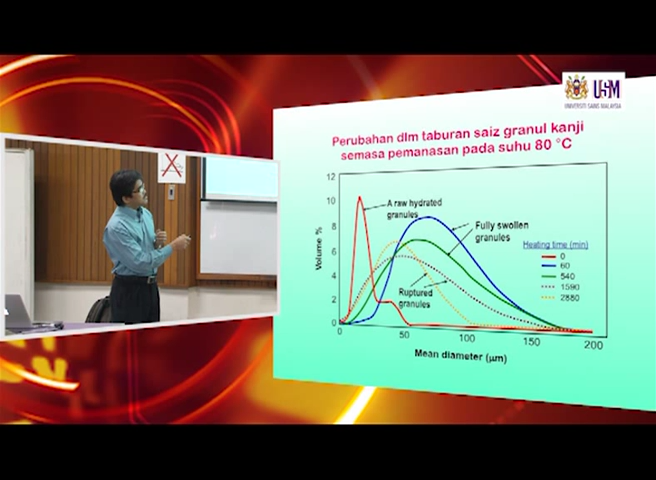 USM
UNIVERSITI SAINS MALAYSIA
Perubahan dlm taburan saiz granul kanji
semasa pemanasan pada suhu 80 °C
12
10
8
6
4
2
0
Volume %
A raw hydrated
granules
Fully swollen
granules
Ruptured
granules
Heating time (min)
0
60
540
1590
2880
0
50
100
150
200
Mean diameter (µm)